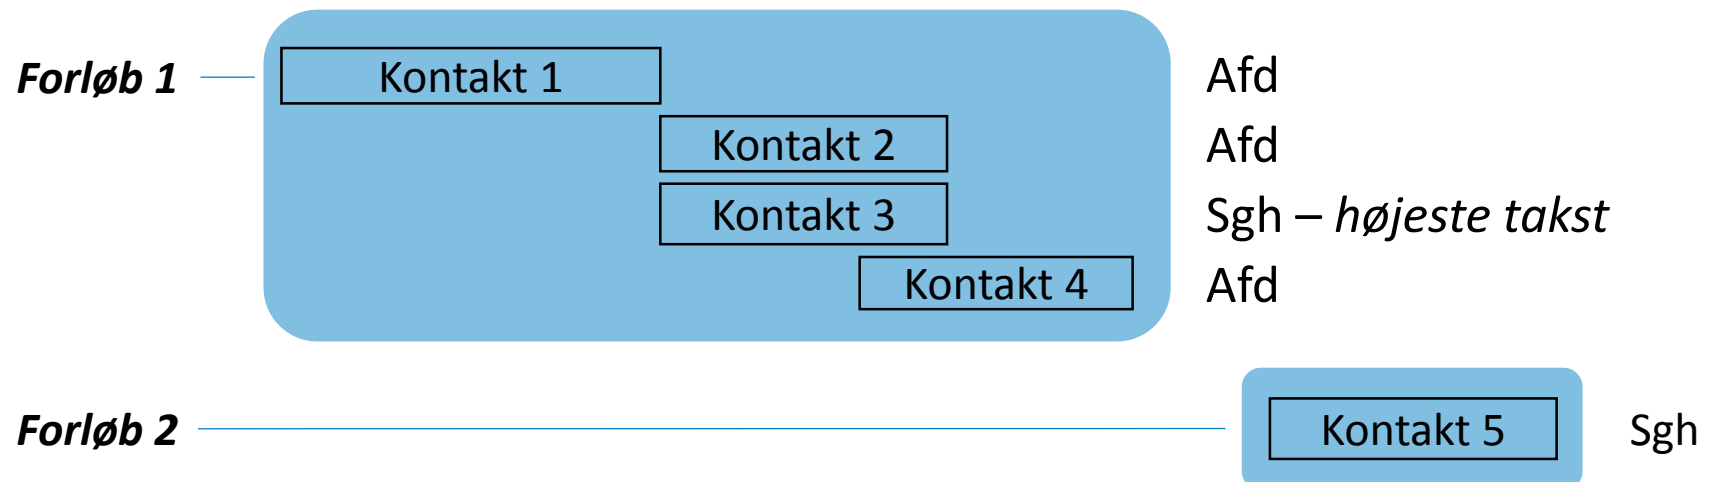 Forløb 1 Kontakt 1 Afd
Kontakt 2 Afd
Kontakt 3 Sgh – højeste takst
Kontakt 4 Afd
Forløb 2 Kontakt 5 Sgh